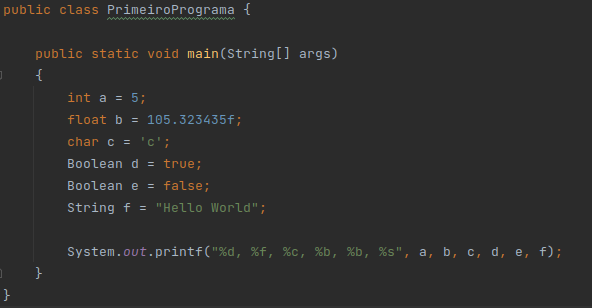 public class PrimeiroPrograma {
public static void main(String[] args)
{
int a = 5;
float b = 105.323435f;
char c = 'c';
Boolean d = true;
Boolean e = false;
String f = "Hello World";
System.out.printf("%d, %f, %c, %b, %b, %s", a, b, c, d, e, f);
}
}